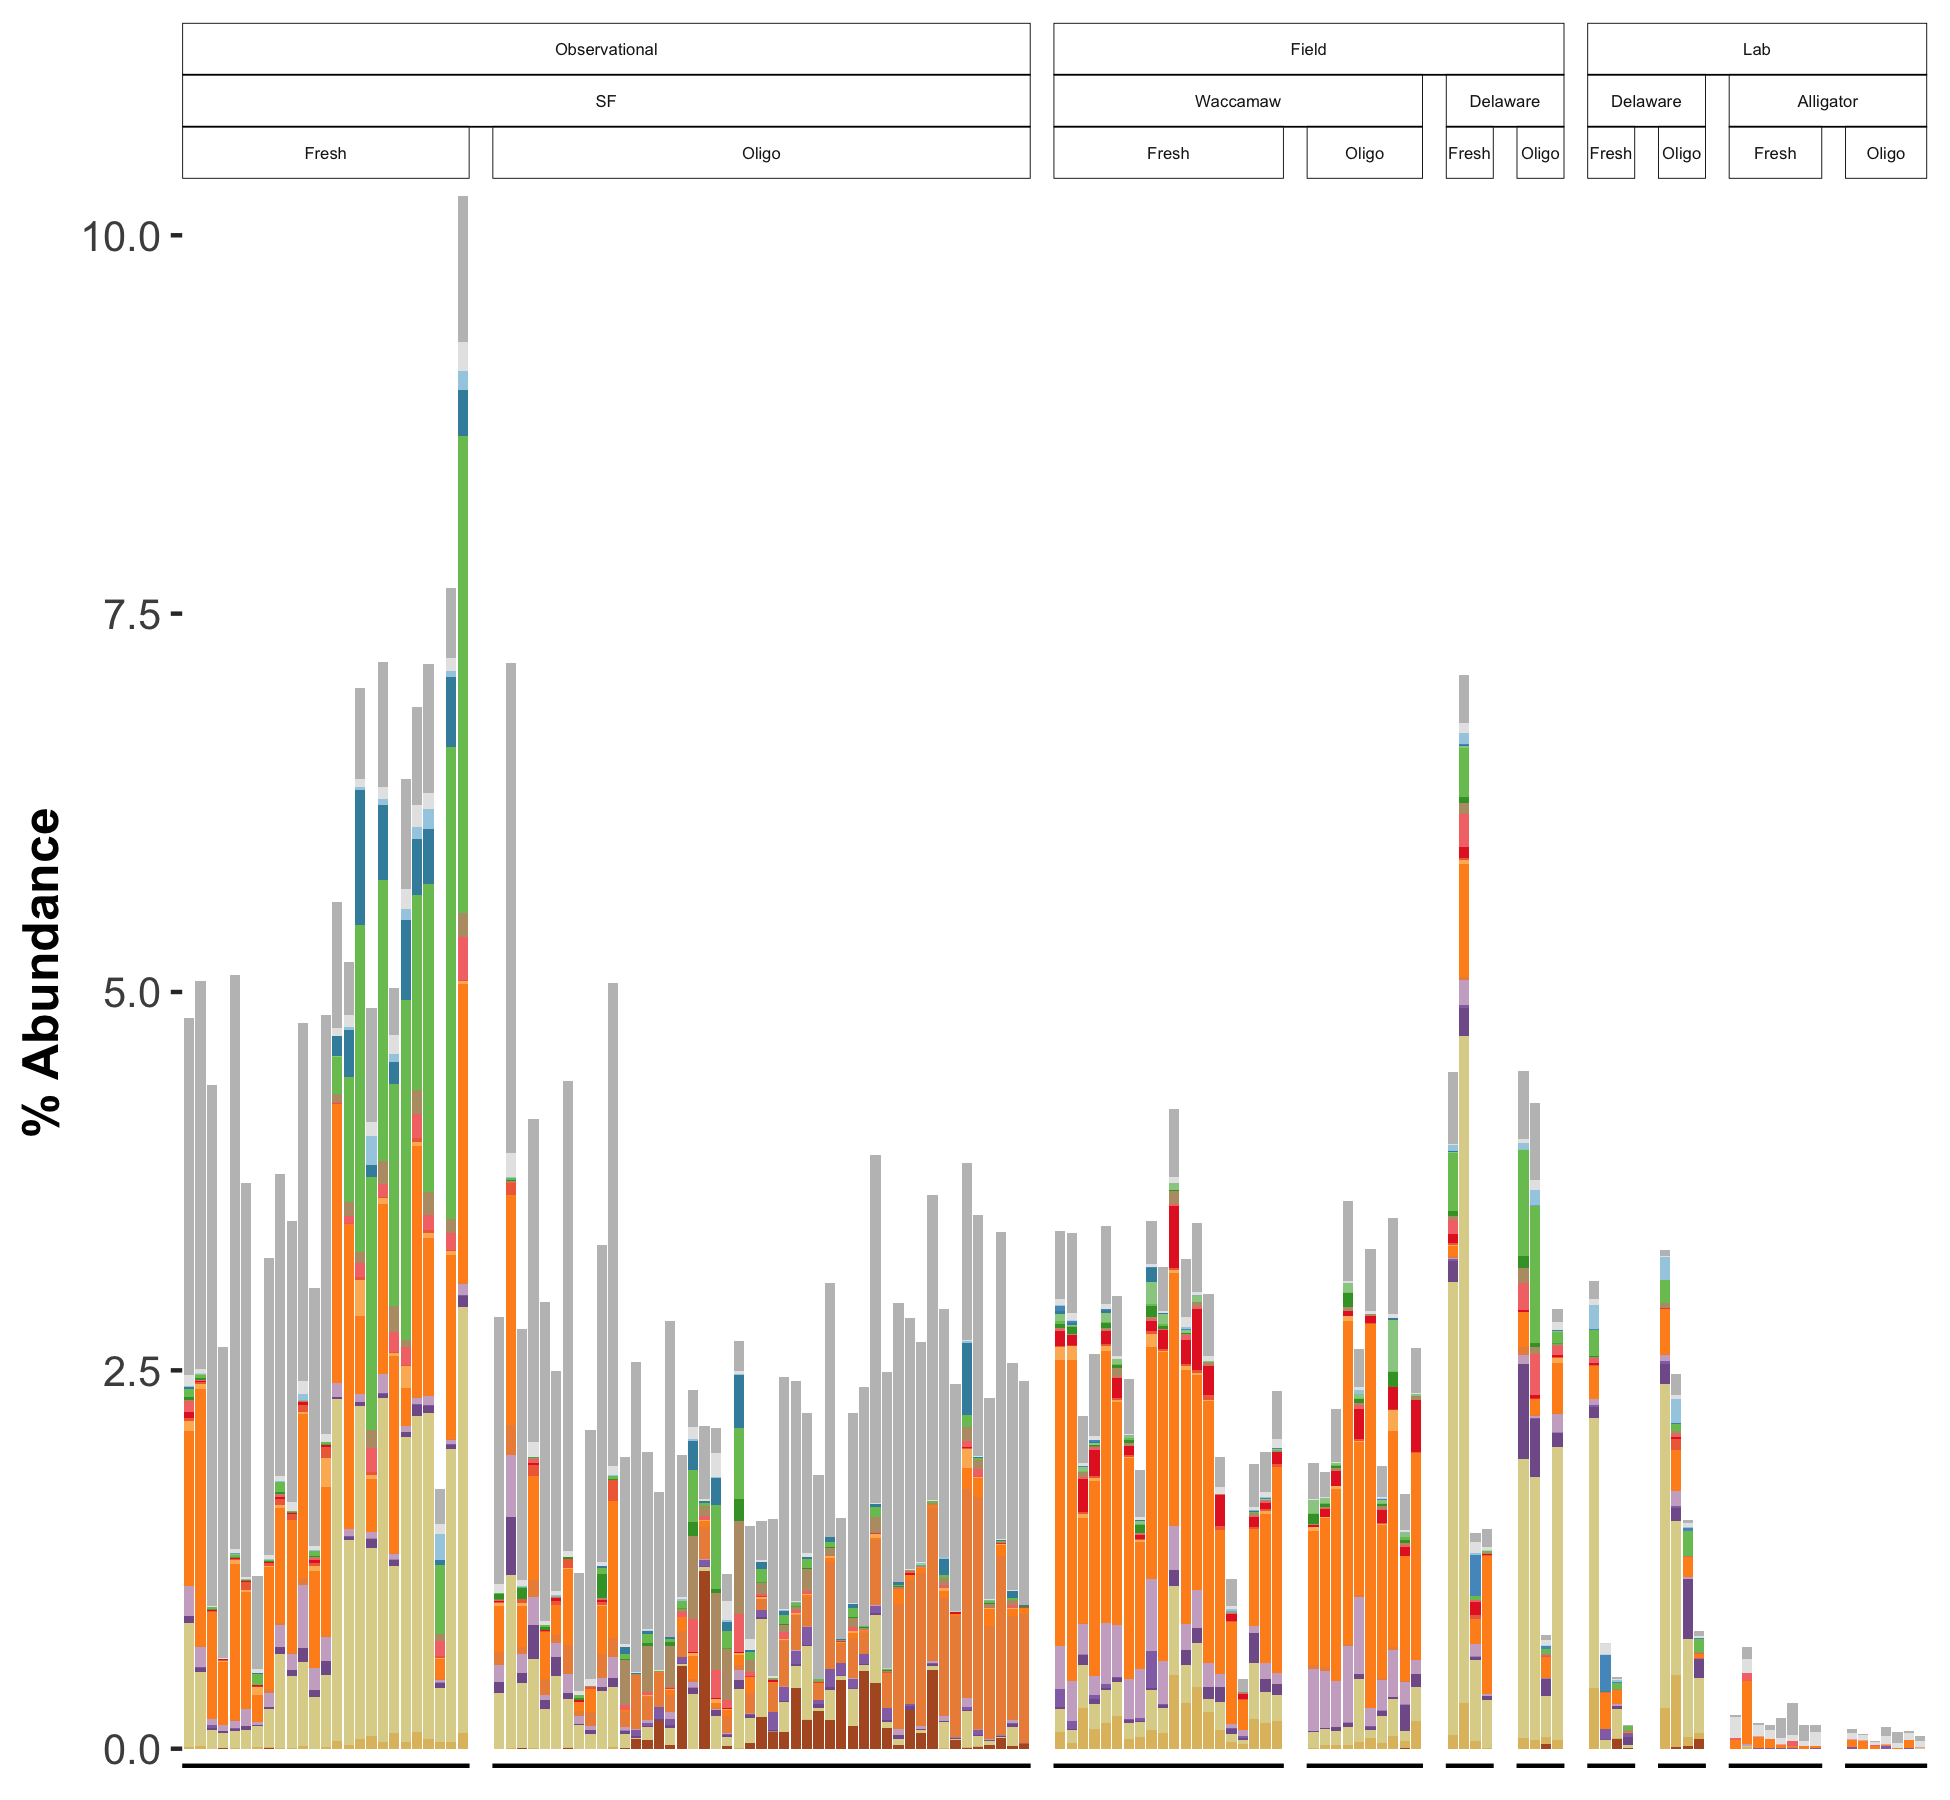 Observational Field Lab
SF Waccamaw Delaware Delaware Alligator
Fresh Oligo Fresh Oligo Fresh Oligo Fresh Oligo Fresh Oligo
10.0
7.5
5.0
2.5
0.0
% Abundance